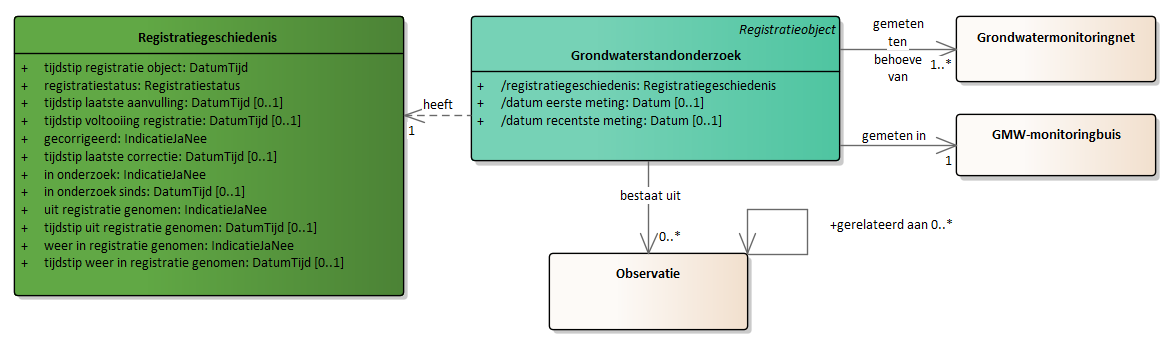 Registratiegeschiedenis
+ tijdstip registratie object: DatumTijd
+ registratiestatus: Registratiestatus
+ tijdstip laatste aanvulling: DatumTijd [0..1]
+ tijdstip voltooiing registratie: DatumTijd [0..1]
+ gecorrigeerd: IndicatieJaNee
+ tijdstip laatste correctie: DatumTijd [0..1]
+ in onderzoek: IndicatieJaNee
+ in onderzoek sinds: DatumTijd [0..1]
+ uit registratie genomen: IndicatieJaNee
+ tijdstip uit registratie genomen: DatumTijd [0..1]
+ weer in registratie genomen: IndicatieJaNee
+ tijdstip weer in registratie genomen: DatumTijd [0..1]
heeft
1
Registratieobject
Grondwaterstandonderzoek
+ /registratiegeschiedenis: Registratiegeschiedenis
+ /datum eerste meting: Datum [0..1]
+ /datum recentste meting: Datum [0..1]
gemeten
ten
behoeve
van
1..*
Grondwatermonitoringnet
gemeten in
1
GMW-monitoringbuis
bestaat uit
0..*
+gerelateerd aan 0..*
Observatie